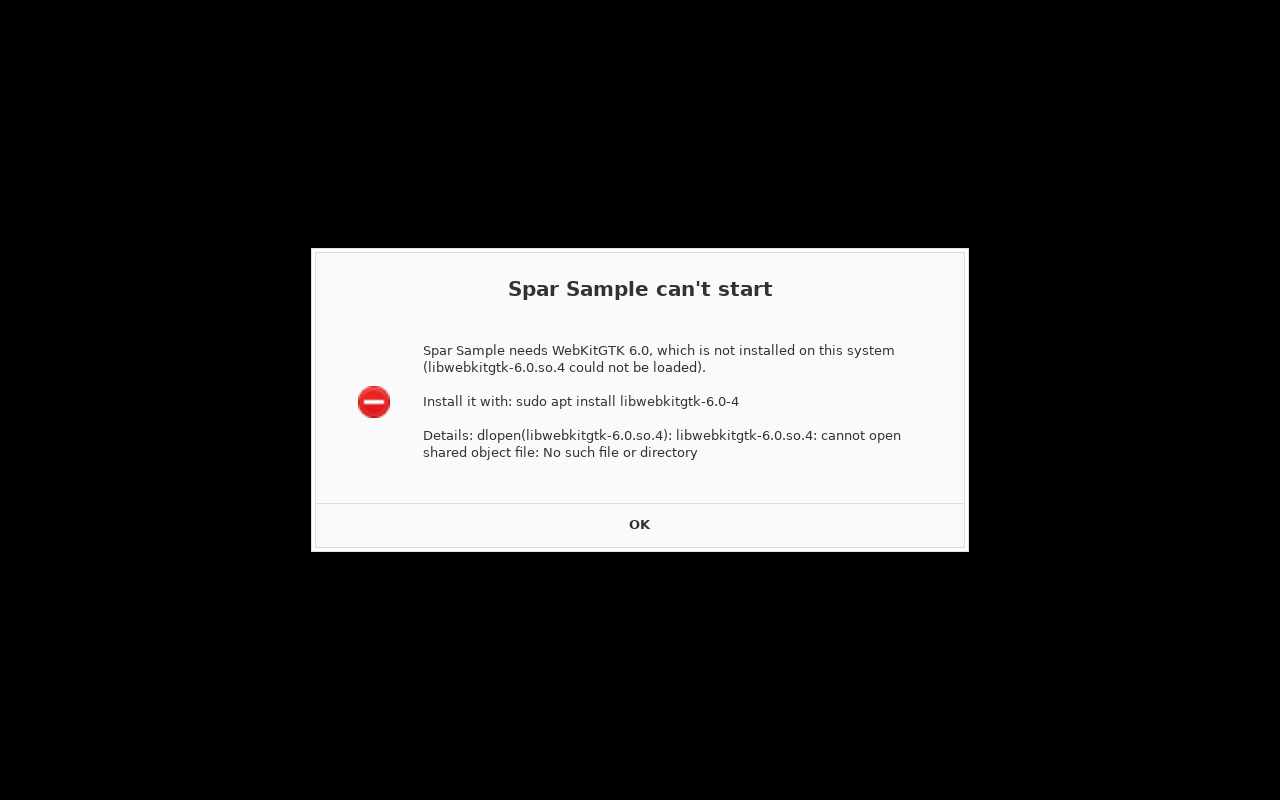 Spar Sample can't start
Spar Sample needs WebKitGTK 6.0, which is not installed on this system
(libwebkitgtk-6.0.so.4 could not be loaded).
Install it with: sudo apt install libwebkitgtk-6.0-4
Details: dlopen(libwebkitgtk-6.0.so.4): libwebkitgtk-6.0.so.4: cannot open
shared object file: No such file or directory
OK